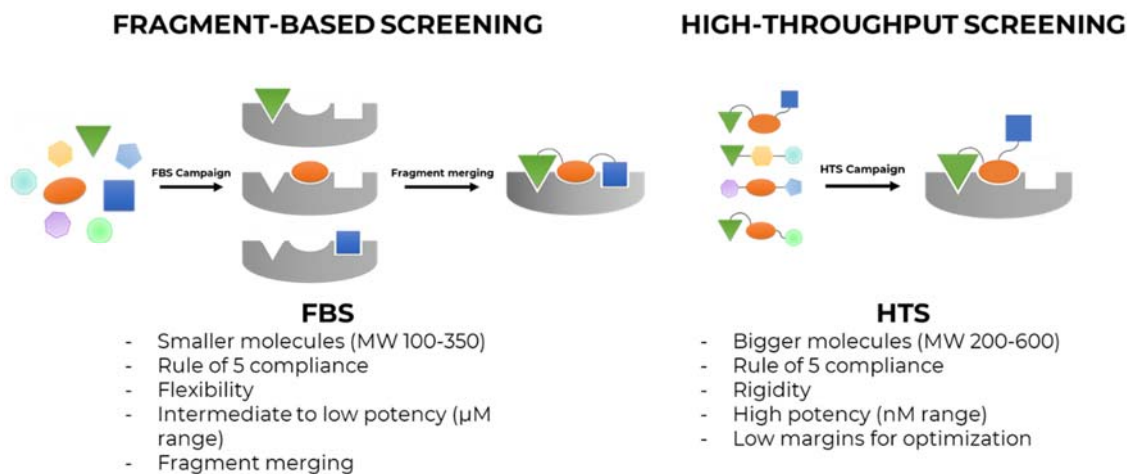 FRAGMENT-BASED SCREENING
FBS Campaign
Fragment merging
FBS
- Smaller molecules (MW 100-350)
- Rule of 5 compliance
- Flexibility
- Intermediate to low potency (µM
range)
- Fragment merging
HIGH-THROUGHPUT SCREENING
HTS Campaign
HTS
- Bigger molecules (MW 200-600)
- Rule of 5 compliance
- Rigidity
- High potency (nM range)
- Low margins for optimization